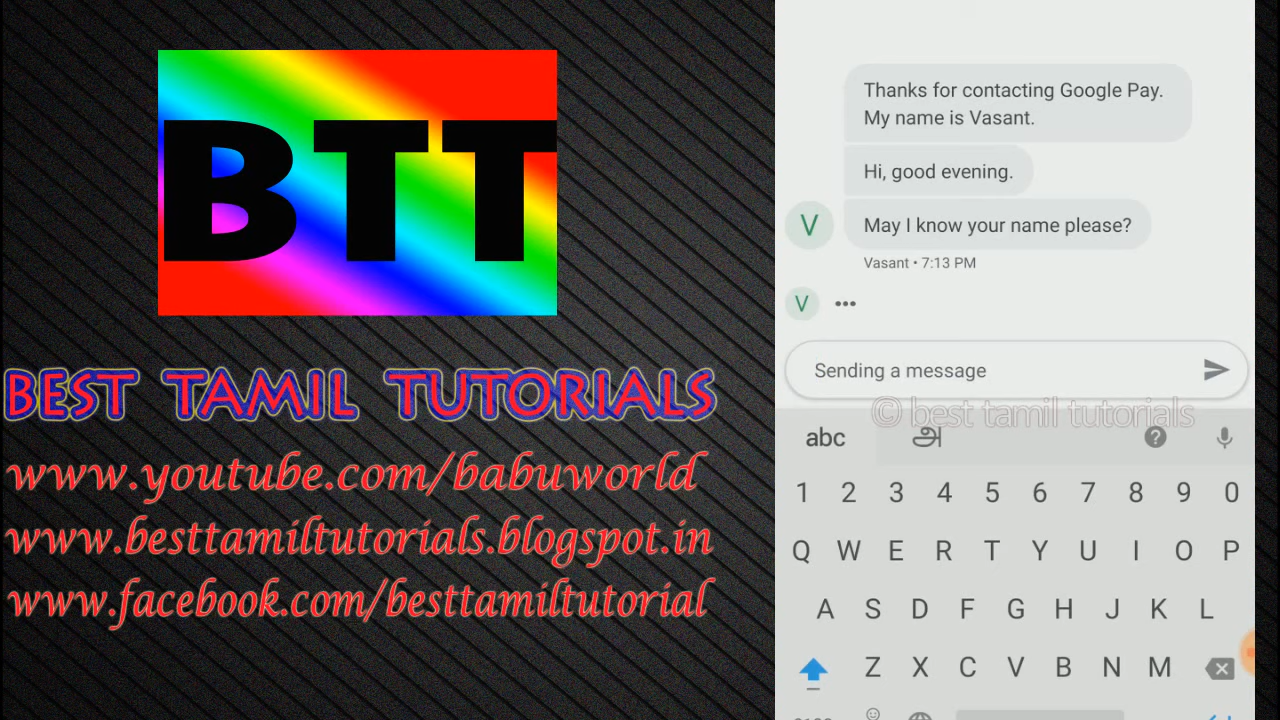 BTT
BEST TAMIL TUTORIALS
www.youtube.com/babuworld
www.besttamiltutorials.blogspot.in
www.facebook.com/besttamiltutorial
Thanks for contacting Google Pay.
My name is Vasant.
Hi, good evening.
V May I know your name please?
Vasant • 7:13 PM
V •••
Sending a message
© best tamil tutorials
abc அ
1 2 3 4 5 6 7 8 9 0
Q W E R T Y U I O P
A S D F G H J K L
Z X C V B N M